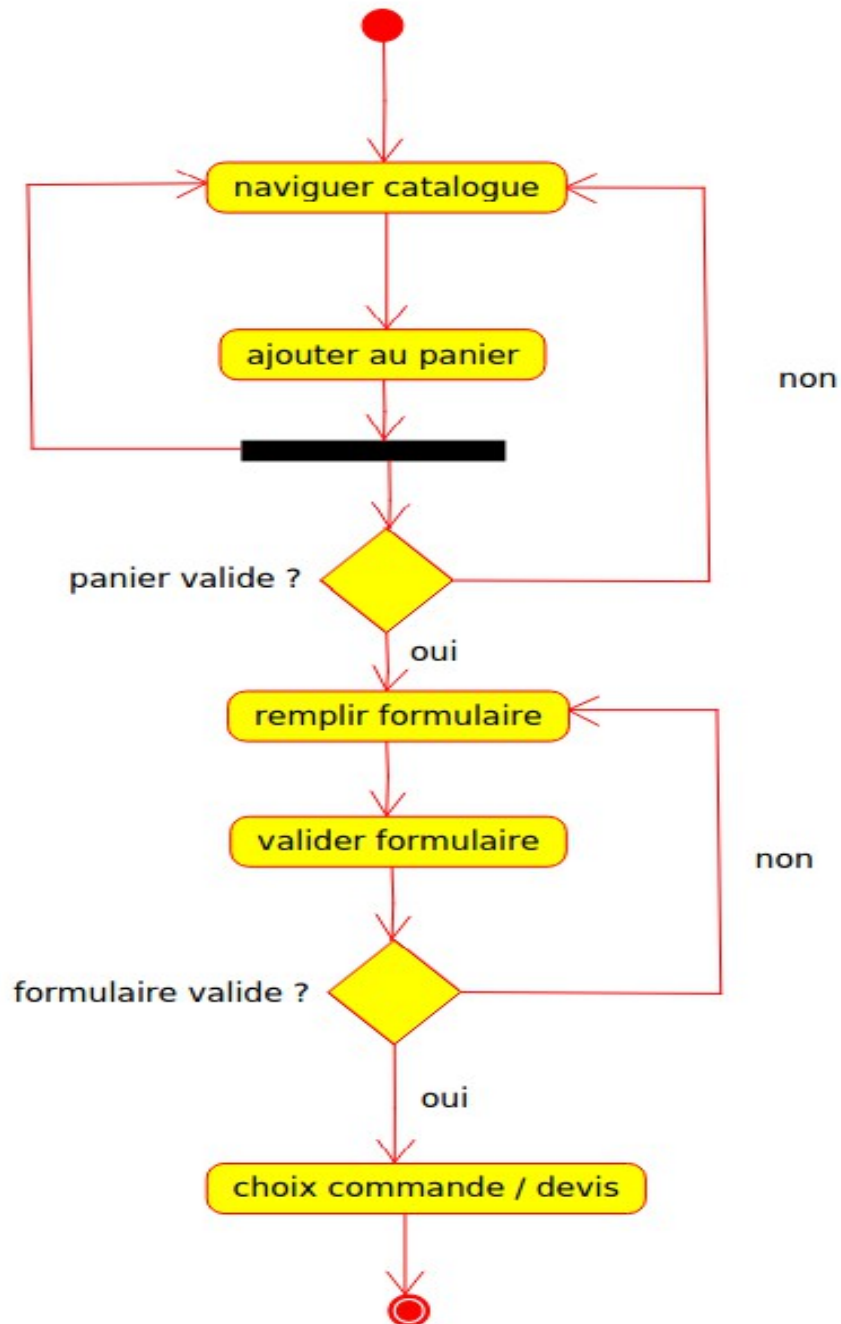 naviguer catalogue
ajouter au panier
non
panier valide ?
oui
remplir formulaire
valider formulaire
non
formulaire valide ?
oui
choix commande / devis